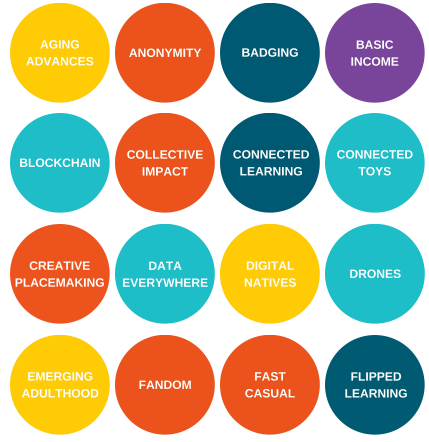 AGING
ADVANCES
ANONYMITY
BADGING
BASIC
INCOME
BLOCKCHAIN
COLLECTIVE
IMPACT
CONNECTED
LEARNING
CONNECTED
TOYS
CREATIVE
PLACEMAKING
DATA
EVERYWHERE
DIGITAL
NATIVES
DRONES
EMERGING
ADULTHOOD
FANDOM
FAST
CASUAL
FLIPPED
LEARNING